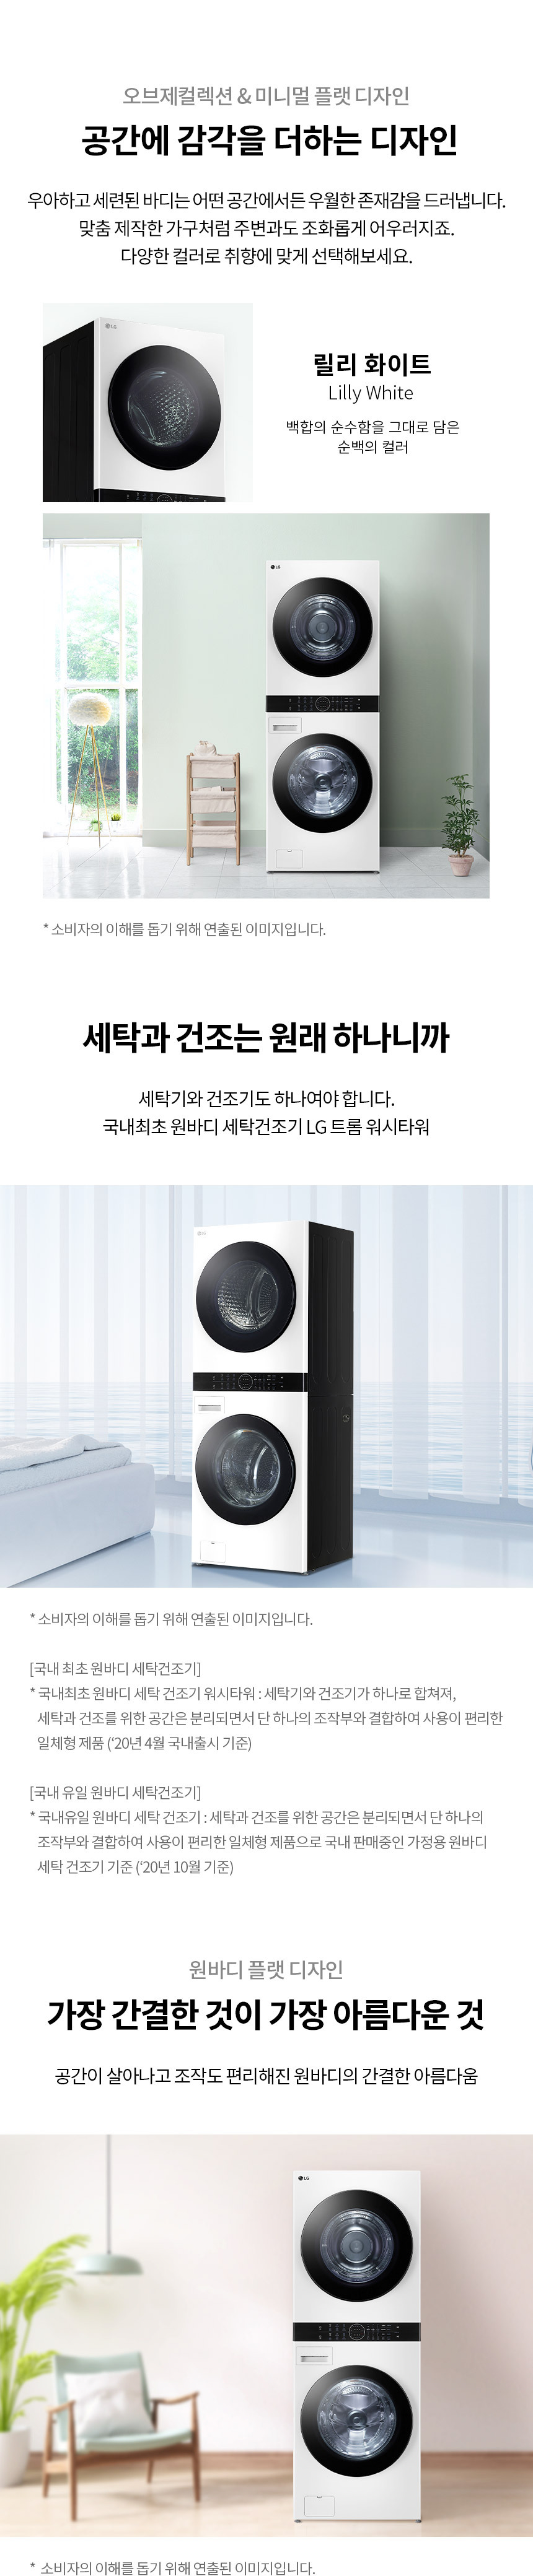 오브제컬렉션 & 미니멀 플랫 디자인
공간에 감각을 더하는 디자인
우아하고 세련된 바디는 어떤 공간에서든 우월한 존재감을 드러냅니다.
맞춤 제작한 가구처럼 주변과도 조화롭게 어우러지죠.
다양한 컬러로 취향에 맞게 선택해보세요.
LG
릴리 화이트
Lilly White
백합의 순수함을 그대로 담은
순백의 컬러
LG
* 소비자의 이해를 돕기 위해 연출된 이미지입니다.
세탁과 건조는 원래 하나니까
세탁기와 건조기도 하나여야 합니다.
국내최초 원바디 세탁건조기 LG 트롬 워시타워
LG
* 소비자의 이해를 돕기 위해 연출된 이미지입니다.
[국내 최초 원바디 세탁건조기]
* 국내최초 원바디 세탁 건조기 워시타워 : 세탁기와 건조기가 하나로 합쳐져,
세탁과 건조를 위한 공간은 분리되면서 단 하나의 조작부와 결합하여 사용이 편리한
일체형 제품 (‘20년 4월 국내출시 기준)
[국내 유일 원바디 세탁건조기]
* 국내유일 원바디 세탁 건조기 : 세탁과 건조를 위한 공간은 분리되면서 단 하나의
조작부와 결합하여 사용이 편리한 일체형 제품으로 국내 판매중인 가정용 원바디
세탁 건조기 기준 (‘20년 10월 기준)
원바디 플랫 디자인
가장 간결한 것이 가장 아름다운 것
공간이 살아나고 조작도 편리해진 원바디의 간결한 아름다움
LG
* 소비자의 이해를 돕기 위해 연출된 이미지입니다.